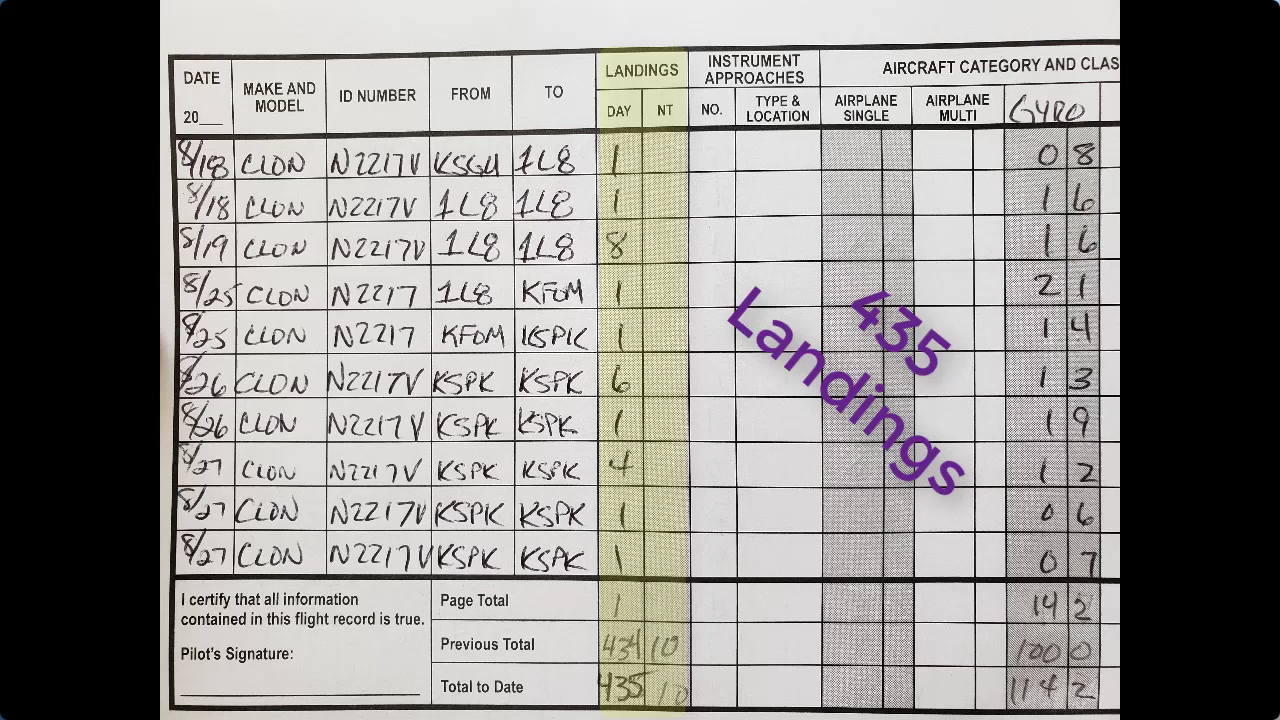 DATE 20___ MAKE AND MODEL ID NUMBER FROM TO LANDINGS DAY NT INSTRUMENT APPROACHES NO. TYPE & LOCATION AIRCRAFT CATEGORY AND CLAS AIRPLANE SINGLE AIRPLANE MULTI GYRO
8/18 CLON N2217V KSGU 1L8 1 0 8
8/18 CLON N2217V 1L8 1L8 1 1 6
8/19 CLON N2217V 1L8 1L8 8 1 6
8/25 CLON N2217 1L8 KFOM 1 2 1
8/25 CLON N2217 KFOM KSPK 1 1 4
8/26 CLON N2217V KSPK KSPK 6 1 3
8/26 CLON N2217V KSPK KSPK 1 1 9
8/27 CLON N2217V KSPK KSPK 4 1 2
8/27 CLON N2217V KSPK KSPK 1 0 6
8/27 CLON N2217V KSPK KSPK 1 0 7
435
Landings
I certify that all information
contained in this flight record is true.
Pilot's Signature:
Page Total 1 14 2
Previous Total 434 10 100 0
Total to Date 435 10 114 2